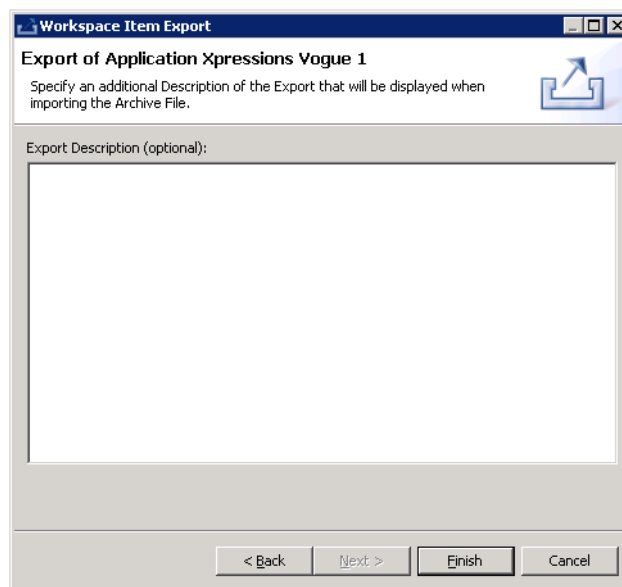 Workspace Item Export
Export of Application Xpressions Vogue 1
Specify an additional Description of the Export that will be displayed when
importing the Archive File.
Export Description (optional):
< Back
Next >
Finish
Cancel